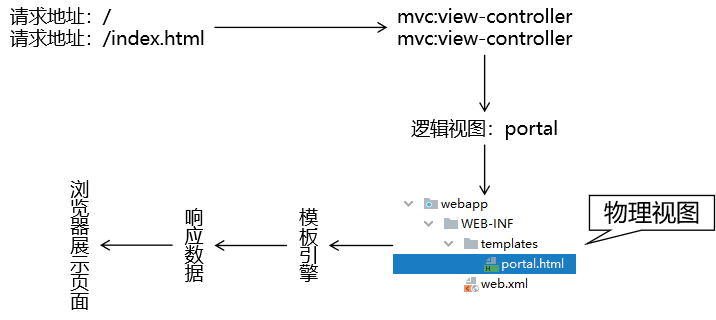 请求地址：/
请求地址：/index.html
mvc:view-controller
mvc:view-controller
逻辑视图：portal
webapp
WEB-INF
templates
portal.html
web.xml
物理视图
模板引擎
响应数据
浏览器展示页面